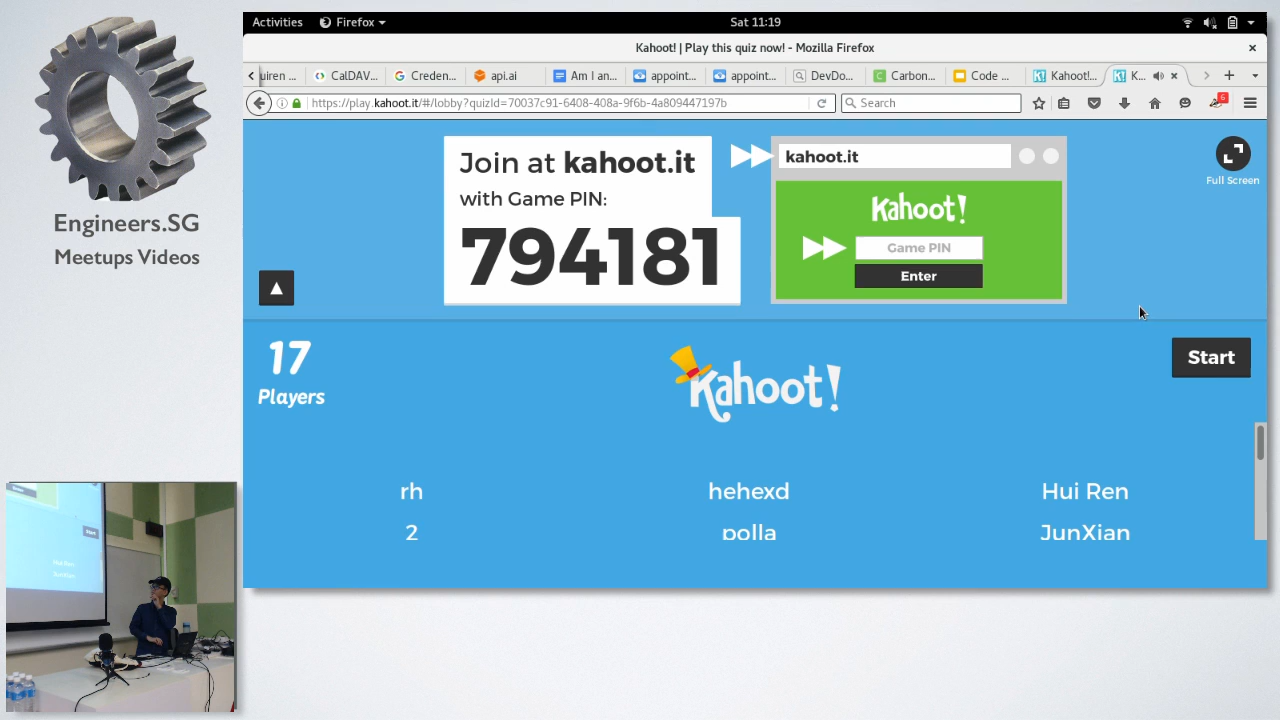 Activities
Firefox
Sat 11:19
Kahoot! | Play this quiz now! - Mozilla Firefox
uiren ...
CalDAV...
Creden...
api.ai
Am I an...
appoint...
appoint...
DevDo...
Carbon...
Code ...
Kahoot!...
K...
https://play.kahoot.it/#/lobby?quizId=70037c91-6408-408a-9f6b-4a809447197b
Search
6
Engineers.SG
Meetups Videos
Join at kahoot.it
with Game PIN:
794181
kahoot.it
Kahoot!
Game PIN
Enter
Full Screen
17
Players
Kahoot!
Start
rh
hehexd
Hui Ren
2
polla
JunXian
Start